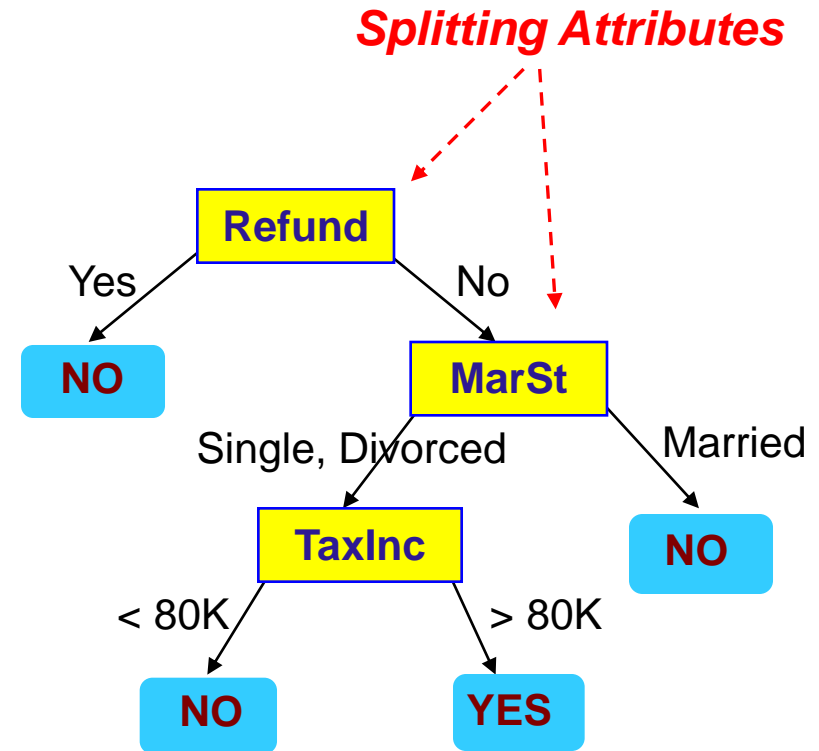 Splitting Attributes
Refund
Yes
No
NO
MarSt
Single, Divorced
Married
TaxInc
NO
< 80K
> 80K
NO
YES